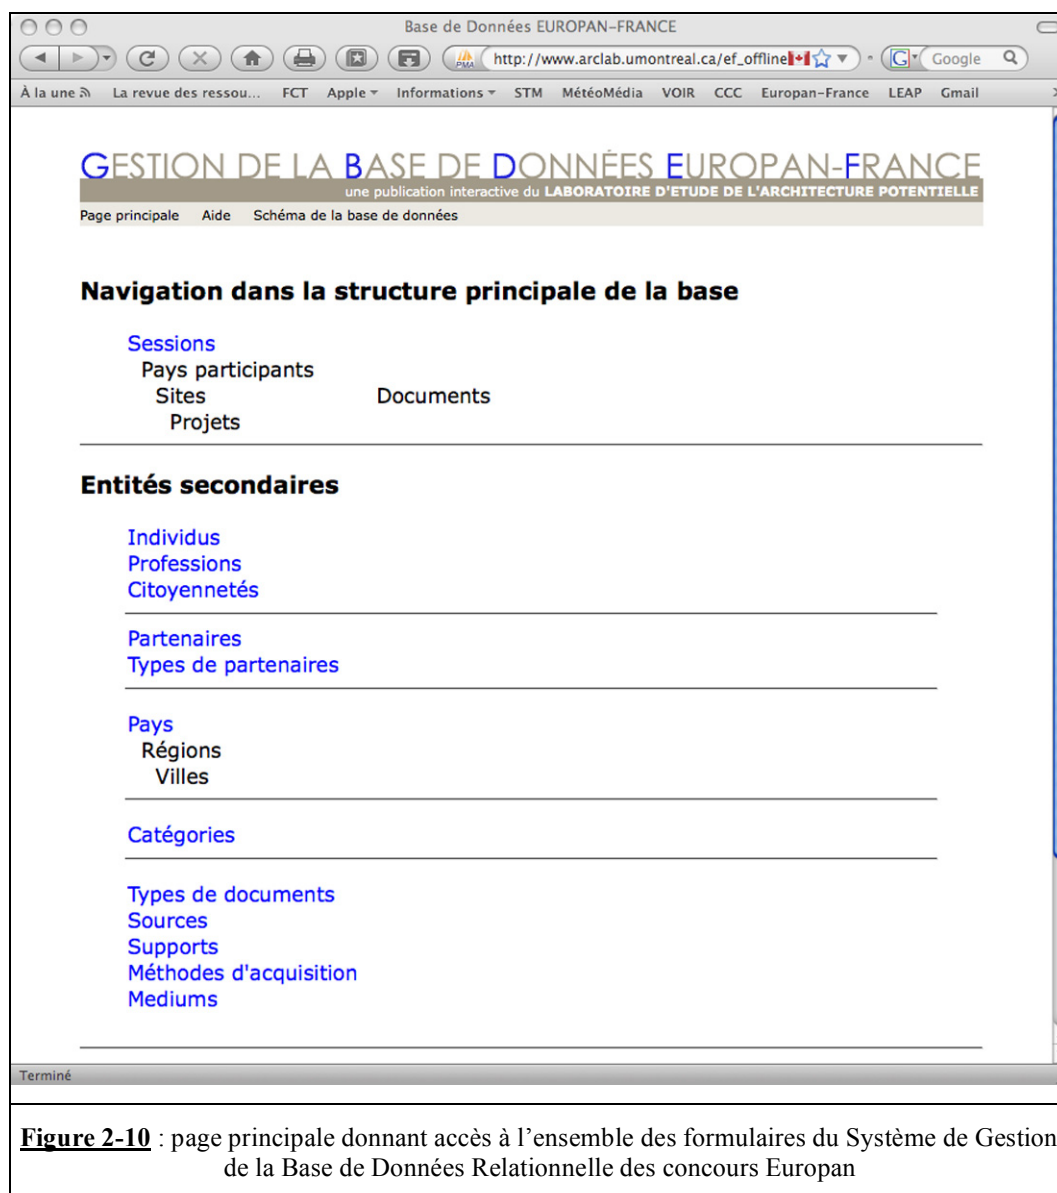 Base de Données EUROPAN-FRANCE
http://www.arclab.umontreal.ca/ef_offline
Google
À la une
La revue des ressou...
FCT
Apple
Informations
STM
MétéoMédia
VOIR
CCC
Europan-France
LEAP
Gmail
GESTION DE LA BASE DE DONNÉES EUROPAN-FRANCE
une publication interactive du LABORATOIRE D'ETUDE DE L'ARCHITECTURE POTENTIELLE
Page principale Aide Schéma de la base de données
Navigation dans la structure principale de la base
Sessions
Pays participants
Sites Documents
Projets
Entités secondaires
Individus
Professions
Citoyennetés
Partenaires
Types de partenaires
Pays
Régions
Villes
Catégories
Types de documents
Sources
Supports
Méthodes d'acquisition
Mediums
Terminé
Figure 2-10 : page principale donnant accès à l'ensemble des formulaires du Système de Gestion
de la Base de Données Relationnelle des concours Europan